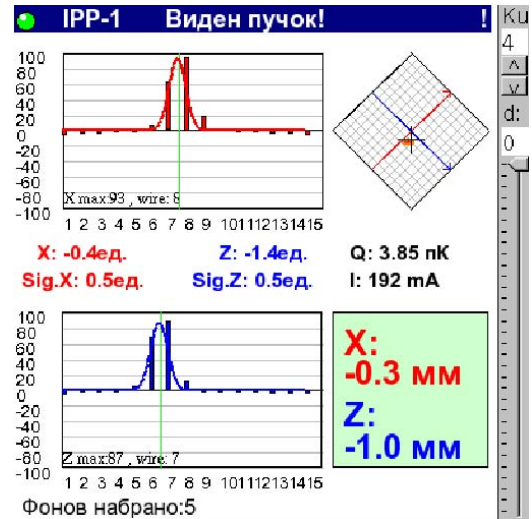 IPP-1 Виден пучок! !
Ku
4
d:
0
100
80
60
40
20
0
-20
-40
-60
-80
-100
X max:93 , wire: 8
1 2 3 4 5 6 7 8 9 10 11 12 13 14 15
X: -0.4ед. Z: -1.4ед. Q: 3.85 пК
Sig.X: 0.5ед. Sig.Z: 0.5ед. I: 192 mA
100
80
60
40
20
0
-20
-40
-60
-80
-100
Z max:87 , wire: 7
1 2 3 4 5 6 7 8 9 10 11 12 13 14 15
X:
-0.3 мм
Z:
-1.0 мм
Фонов набрано:5